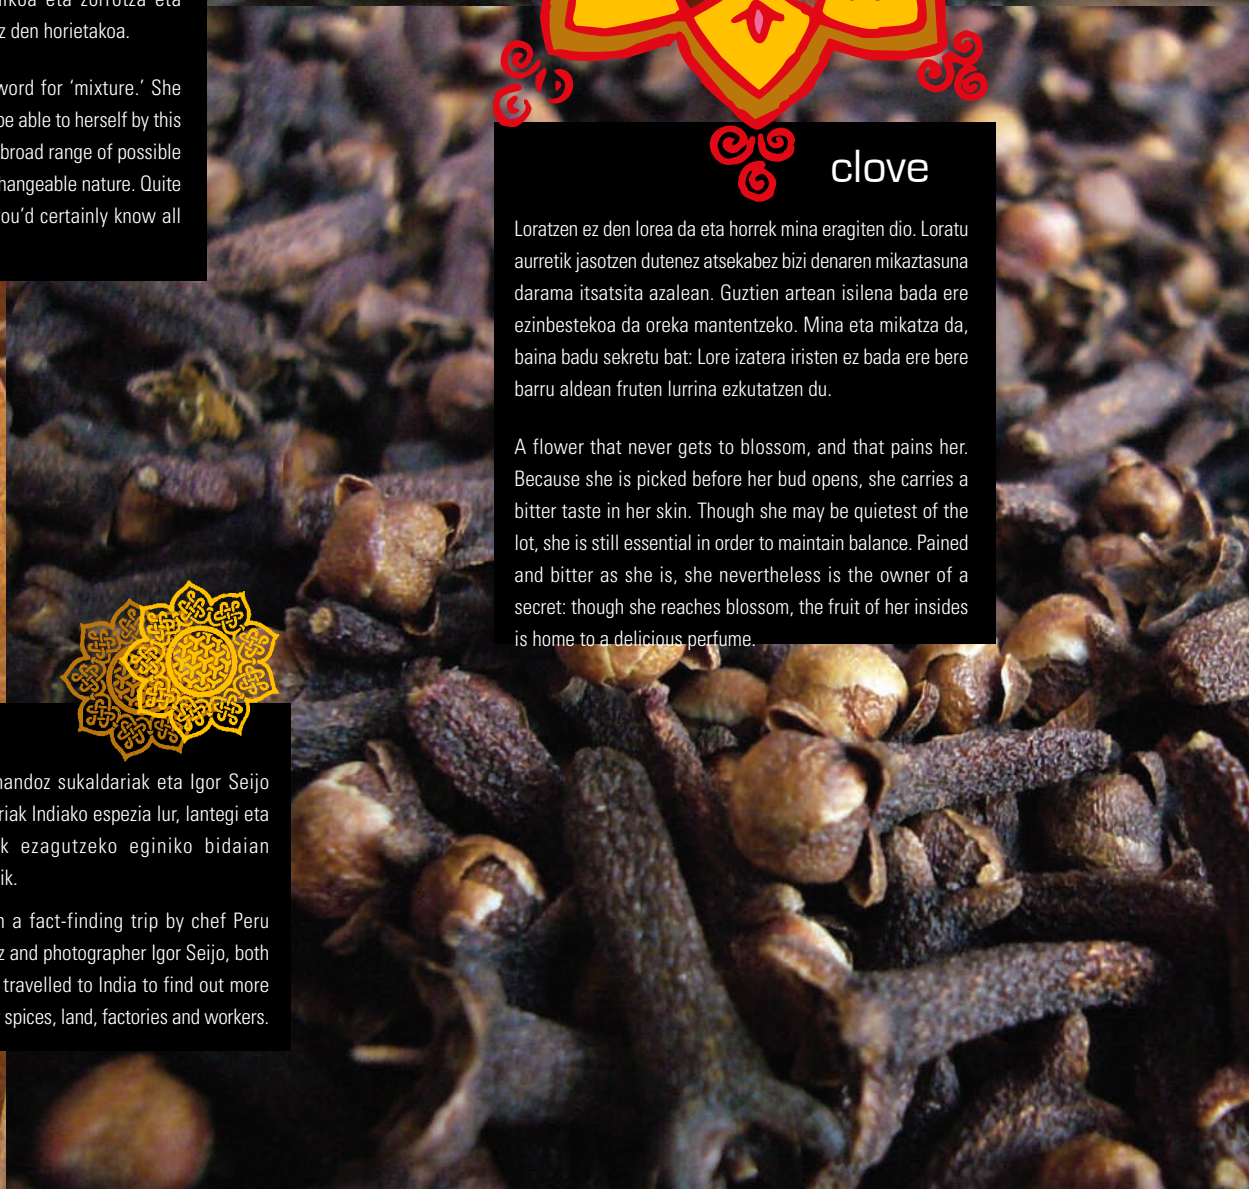 z den horietakoa.
word for ‘mixture.’ She
be able to herself by this
broad range of possible
changeable nature. Quite
you’d certainly know all
clove
Loratzen ez den lorea da eta horrek mina eragiten dio. Loratu
aurretik jasotzen dutenez atsekabez bizi denaren mikaztasuna
darama itsatsita azalean. Guztien artean isilena bada ere
ezinbestekoa da oreka mantentzeko. Mina eta mikatza da,
baina badu sekretu bat: Lore izatera iristen ez bada ere bere
barru aldean fruten lurrina ezkutatzen du.
A flower that never gets to blossom, and that pains her.
Because she is picked before her bud opens, she carries a
bitter taste in her skin. Though she may be quietest of the
lot, she is still essential in order to maintain balance. Pained
and bitter as she is, she nevertheless is the owner of a
secret: though she reaches blossom, the fruit of her insides
is home to a delicious perfume.
sukaldariak eta Igor Seijo
Indiako espezia lur, lantegi eta
ezagutzeko eginiko bidaian
a fact-finding trip by chef Peru
z and photographer Igor Seijo, both
travelled to India to find out more
spices, land, factories and workers.